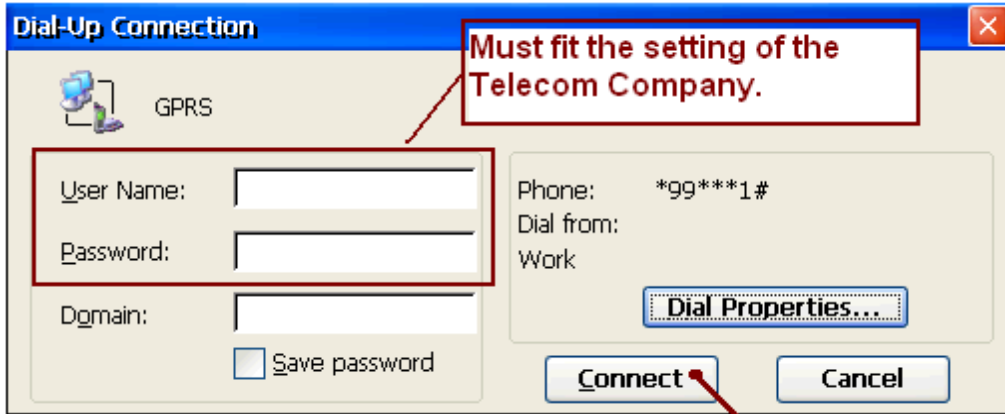 Dial-Up Connection
Must fit the setting of the
Telecom Company.
GPRS
User Name:
Password:
Domain:
Save password
Phone: *99***1#
Dial from:
Work
Dial Properties...
Connect
Cancel